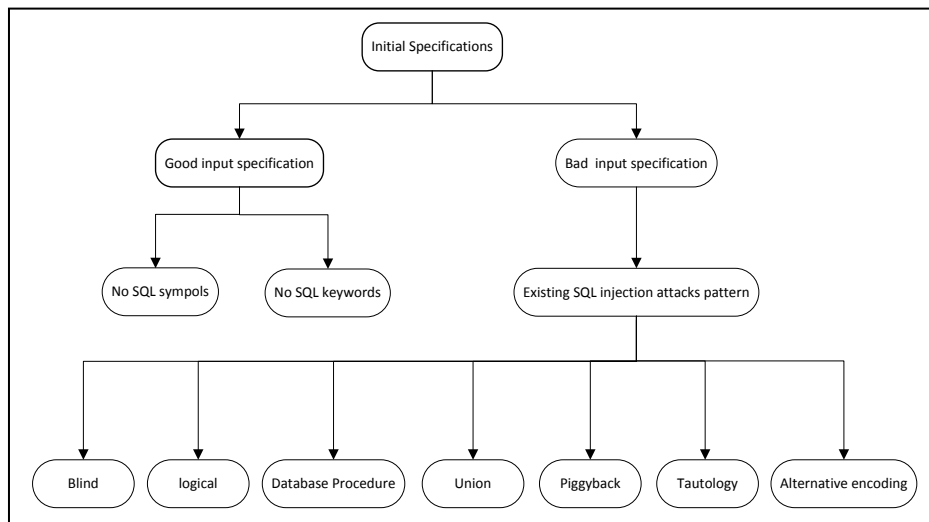 Initial Specifications
Good input specification
Bad input specification
No SQL sympols
No SQL keywords
Existing SQL injection attacks pattern
Blind
logical
Database Procedure
Union
Piggyback
Tautology
Alternative encoding